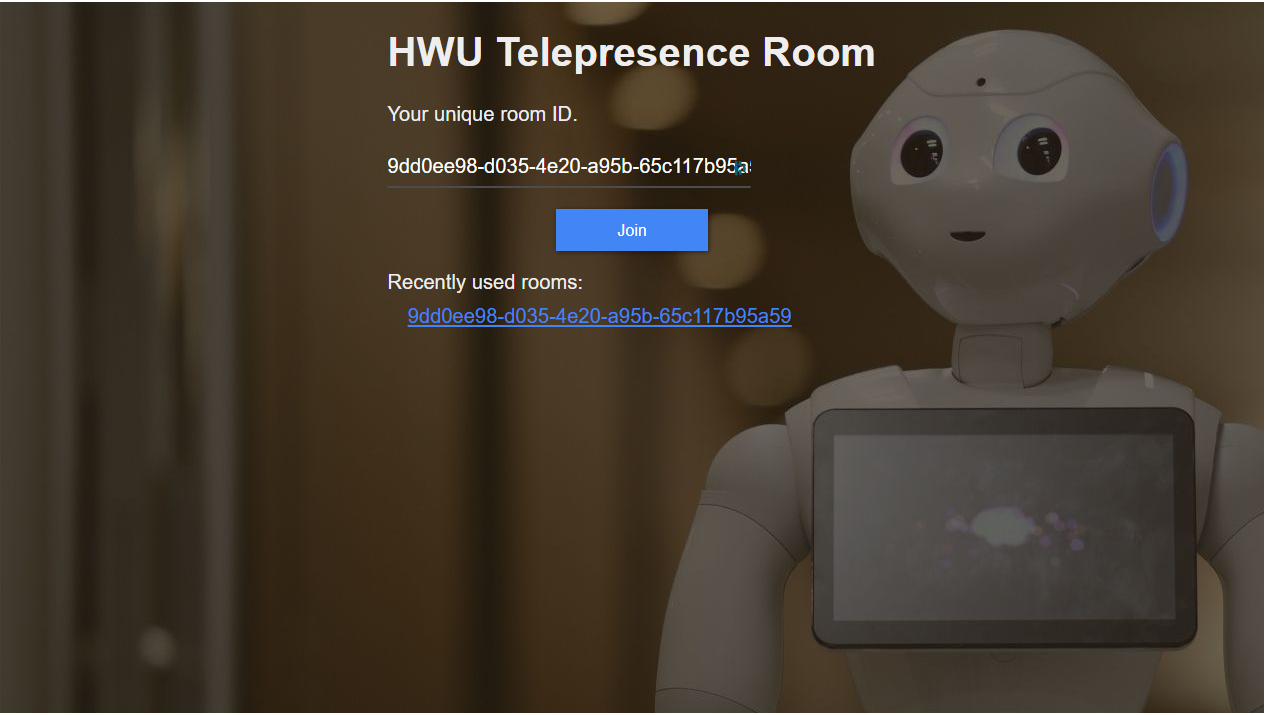 HWU Telepresence Room
Your unique room ID.
9dd0ee98-d035-4e20-a95b-65c117b95a
Join
Recently used rooms:
9dd0ee98-d035-4e20-a95b-65c117b95a59